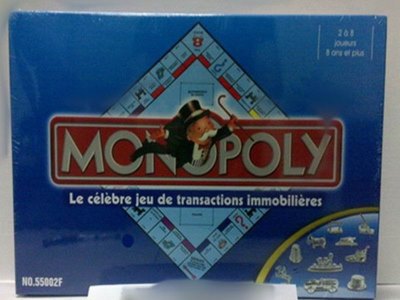 2 à 8
joueurs
8 ans et plus
MONOPOLY
Le célèbre jeu de transactions immobilières
NO.55002F